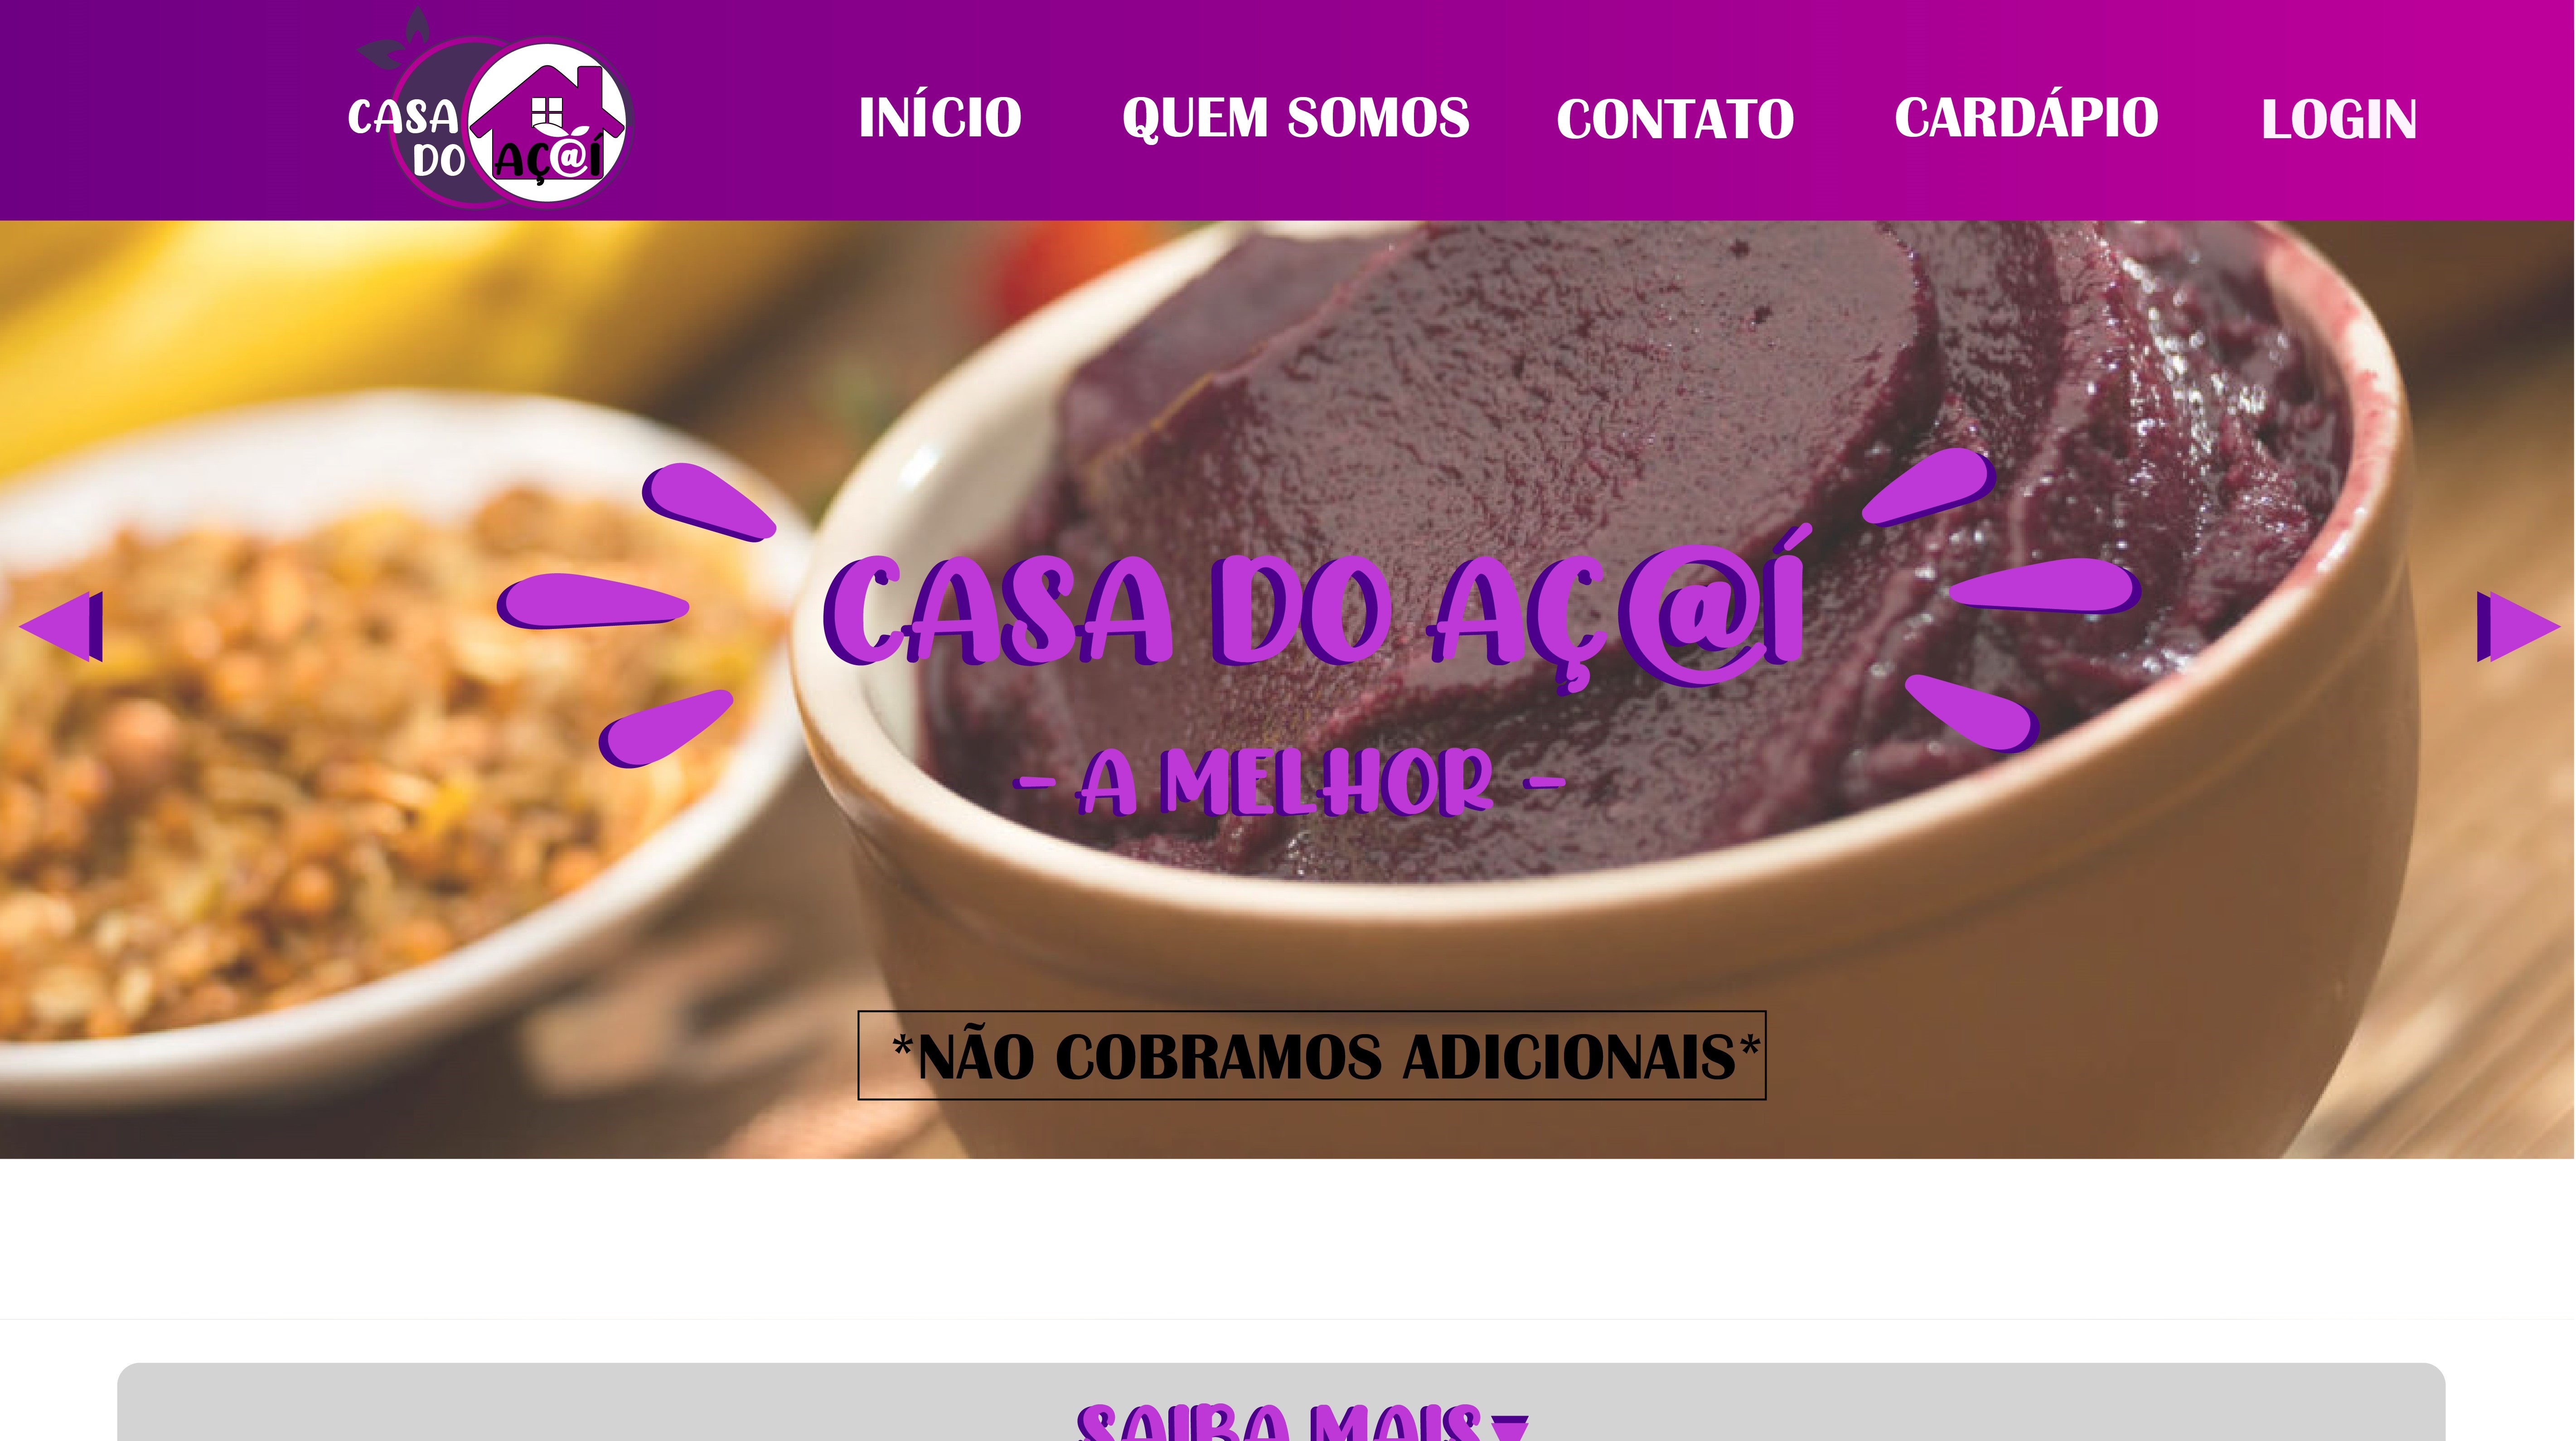 CASA
DO
AÇ@Í
INÍCIO
QUEM SOMOS
CONTATO
CARDÁPIO
LOGIN
CASA DO AÇ@Í
- A MELHOR -
*NÃO COBRAMOS ADICIONAIS*
SAIBA MAIS